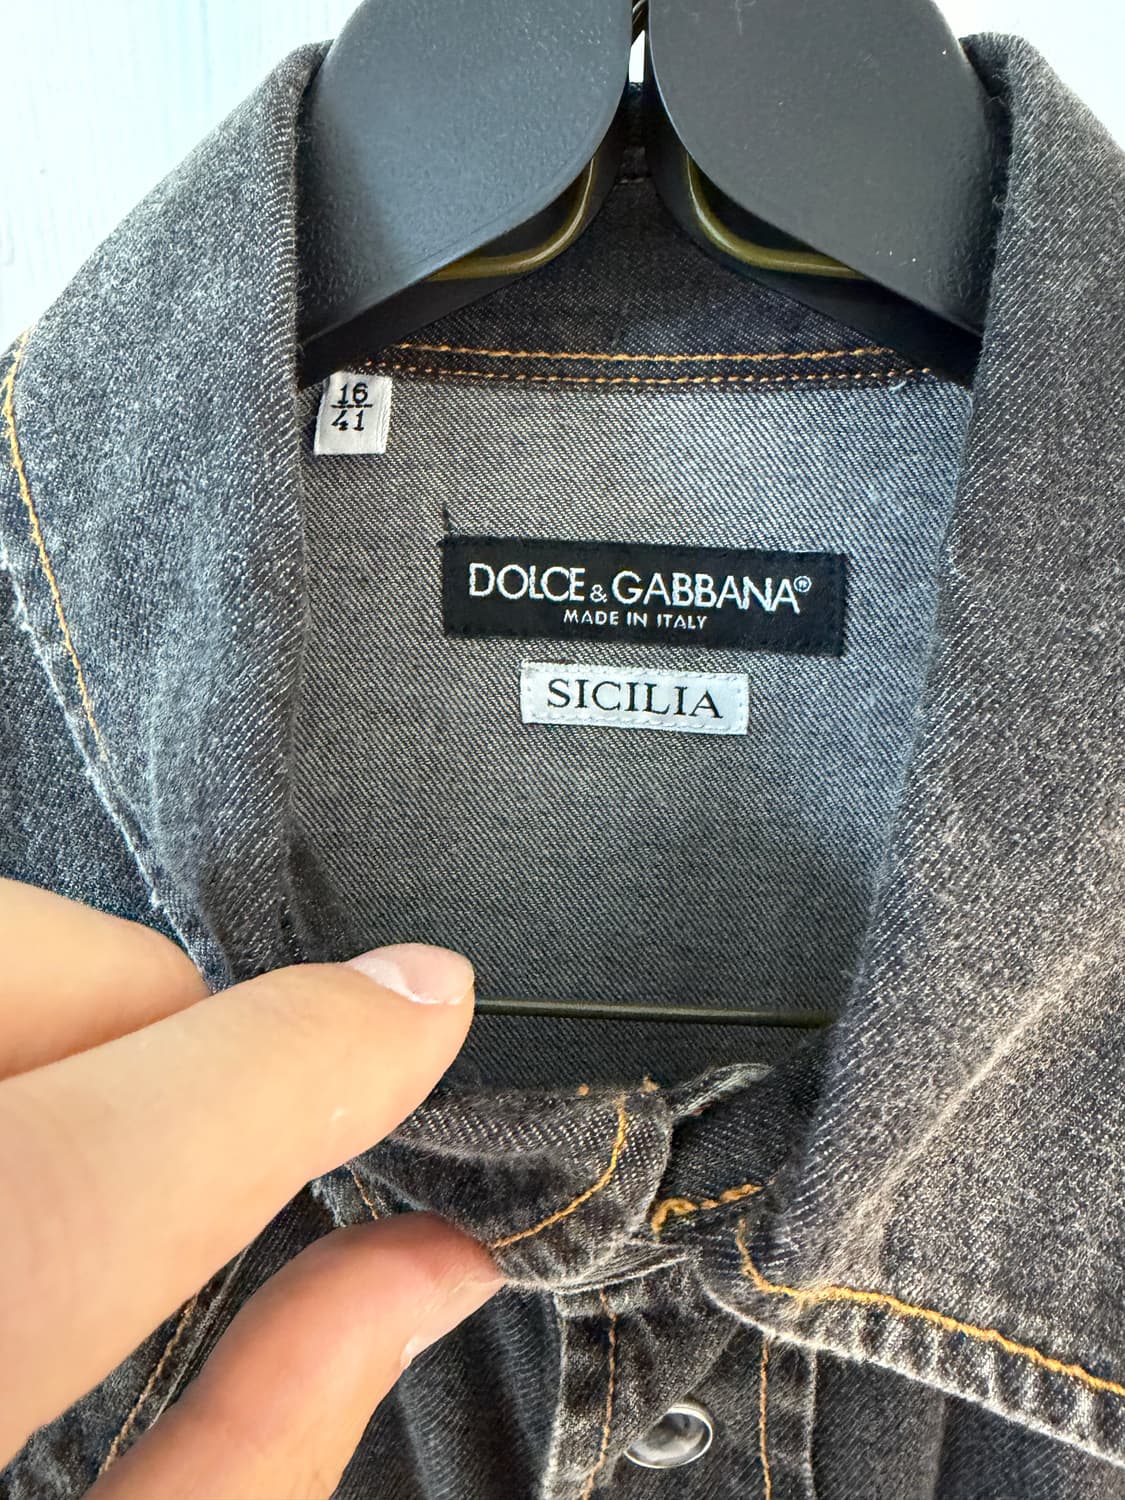 16
41
DOLCE & GABBANA®
MADE IN ITALY
SICILIA